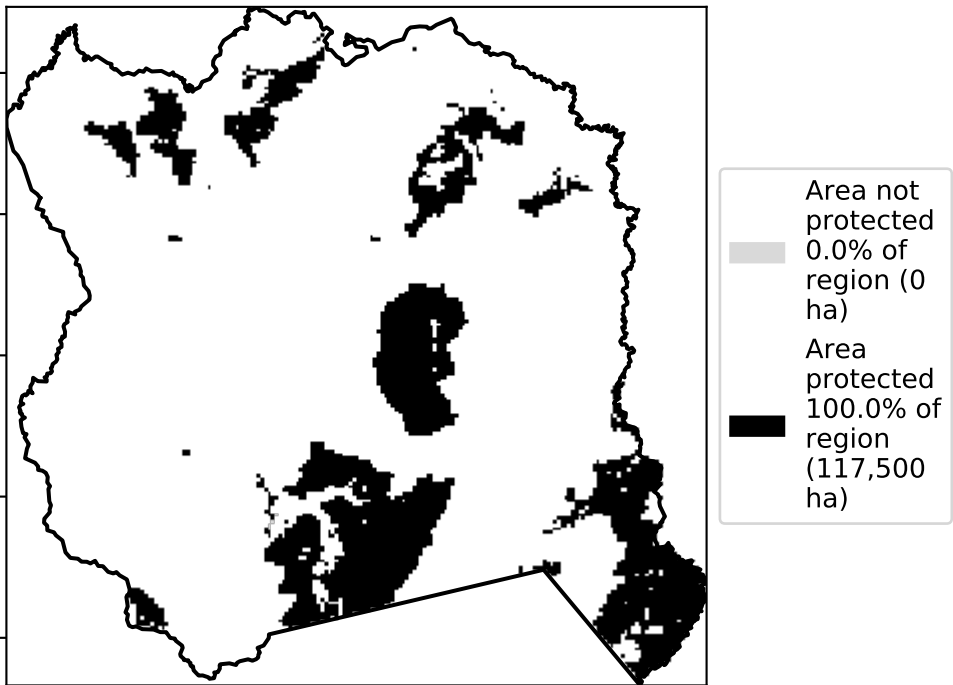 Area not
protected
0.0% of
region (0
ha)
Area
protected
100.0% of
region
(117,500
ha)